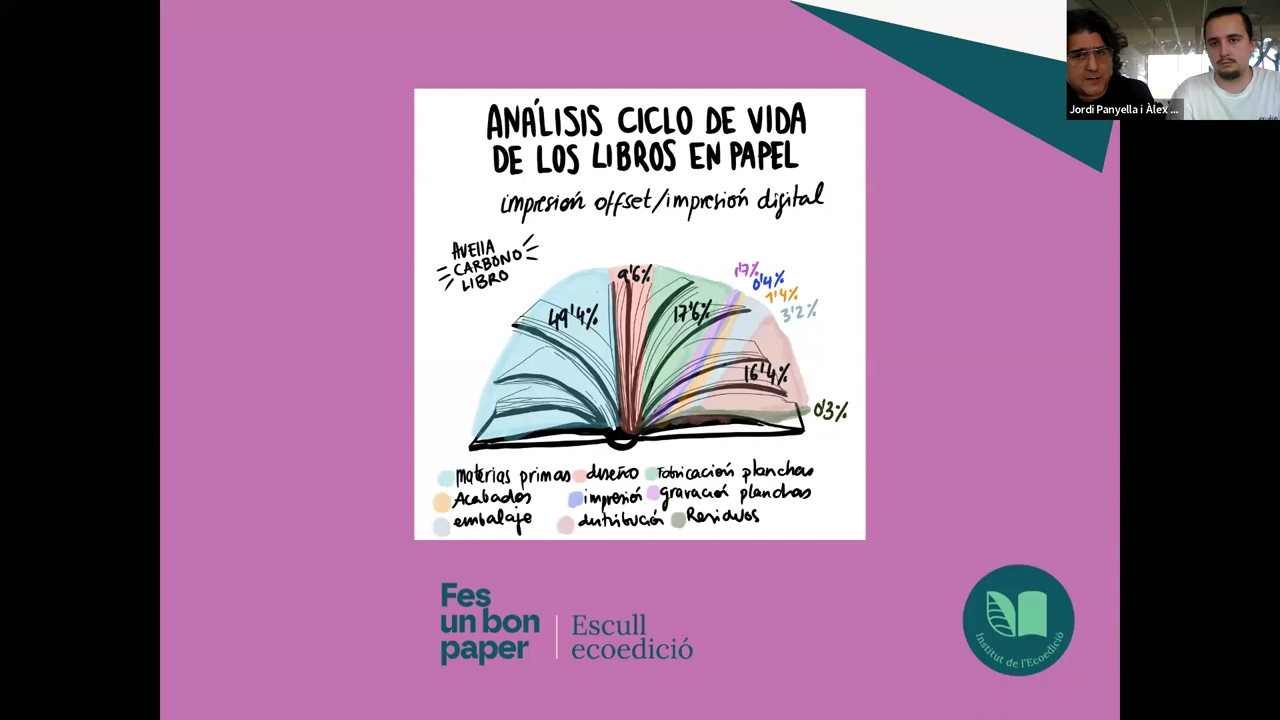 Jordi Panyella i Àlex ...
ANÁLISIS CICLO DE VIDA
DE LOS LIBROS EN PAPEL
impresión offset/impresión digital
AVELLA
CARBONO
LIBRO
49'4%
9'6%
17'6%
1'7%
0'4%
1'4%
3'2%
16'4%
0'3%
materias primas diseño Fabricación planchas
Acabados impresión gravación planchas
embalaje distribución Residuos
Fes
un bon
paper
Escull
ecoedició
Institut de l'Ecoedició